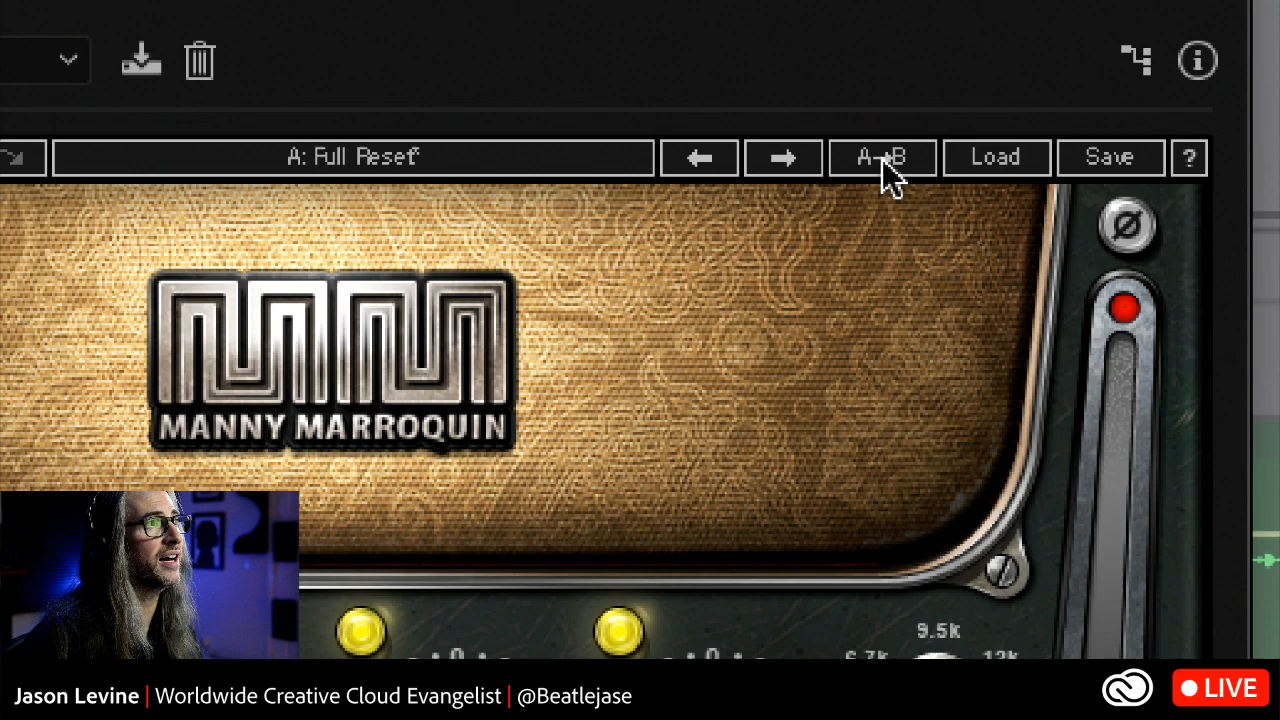 A: Full Reset*
A→B
Load
Save
?
MANNY MARROQUIN
9.5k
Jason Levine | Worldwide Creative Cloud Evangelist | @Beatlejase
LIVE